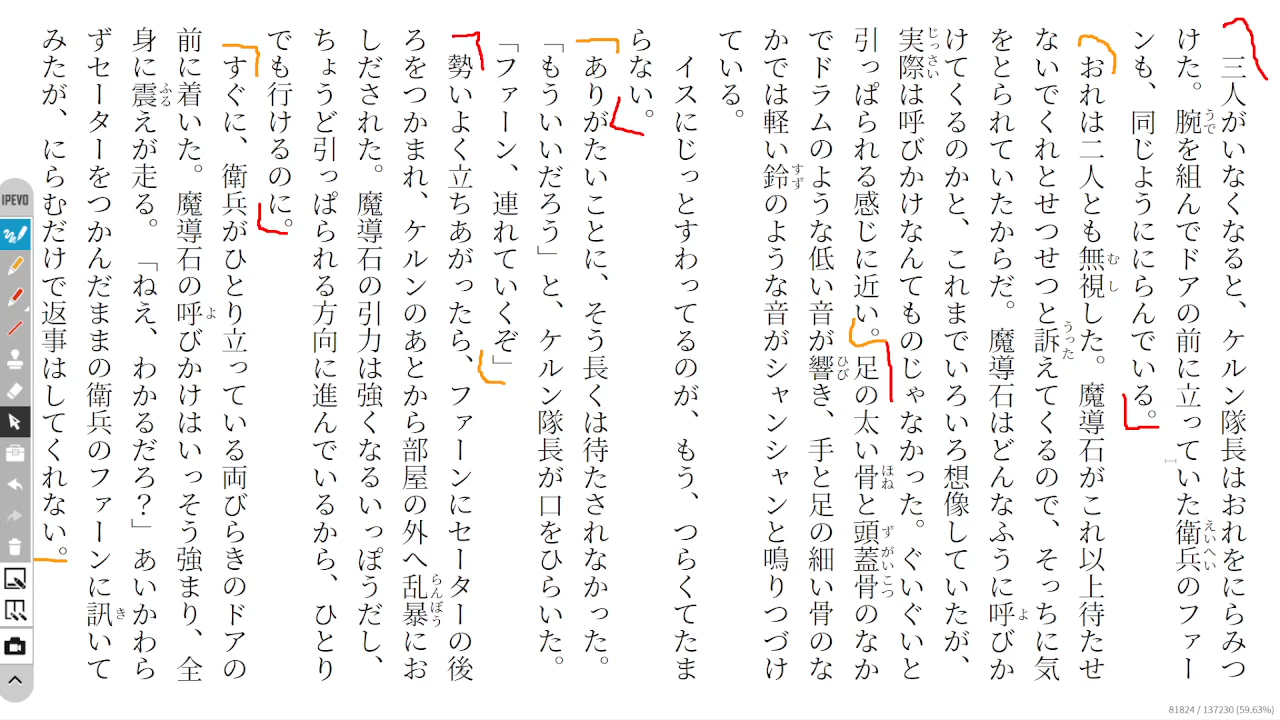 三人がいなくなると、ケルン隊長はおれをにらみつ
けた。腕を組んでドアの前に立っていた衛兵のファー
ンも、同じようににらんでいる。
おれは二人とも無視した。魔導石がこれ以上待たせ
ないでくれとせつせつと訴えてくるので、そっちに気
をとられていたからだ。魔導石はどんなふうに呼びか
けてくるのかと、これまでいろいろ想像していたが、
実際は呼びかけなんてものじゃなかった。ぐいぐいと
引っぱられる感じに近い。足の太い骨と頭蓋骨のなか
でドラムのような低い音が響き、手と足の細い骨のな
かでは軽い鈴のような音がシャンシャンと鳴りつづけ
ている。
イスにじっとすわってるのが、もう、つらくてたま
らない。
ありがたいことに、そう長くは待たされなかった。
「もういいだろう」と、ケルン隊長が口をひらいた。
「ファーン、連れていくぞ」
勢いよく立ちあがったら、ファーンにセーターの後
ろをつかまれ、ケルンのあとから部屋の外へ乱暴にお
しだされた。魔導石の引力は強くなるいっぽうだし、
ちょうど引っぱられる方向に進んでいるから、ひとり
でも行けるのに。
すぐに、衛兵がひとり立っている両びらきのドアの
前に着いた。魔導石の呼びかけはいっそう強まり、全
身に震えが走る。「ねえ、わかるだろ？」あいかわら
ずセーターをつかんだままの衛兵のファーンに訊いて
みたが、にらむだけで返事はしてくれない。
IPEVO
81824 / 137230 (59.63%)